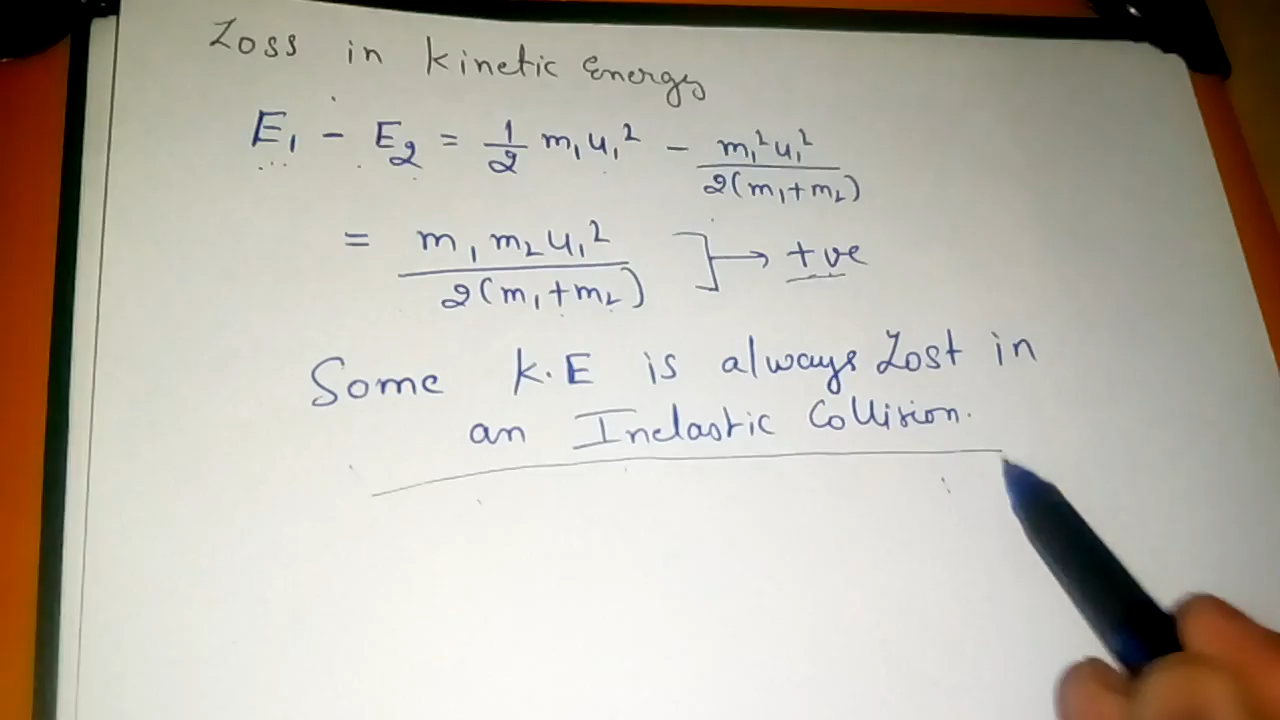 Loss in kinetic Energy
E₁ - E₂ = 1/2 m₁u₁² - m₁²u₁²/2(m₁+m₂)
= m₁m₂u₁²/2(m₁+m₂) ] → +ve
Some K.E is always Lost in
an Inelastic Collision.